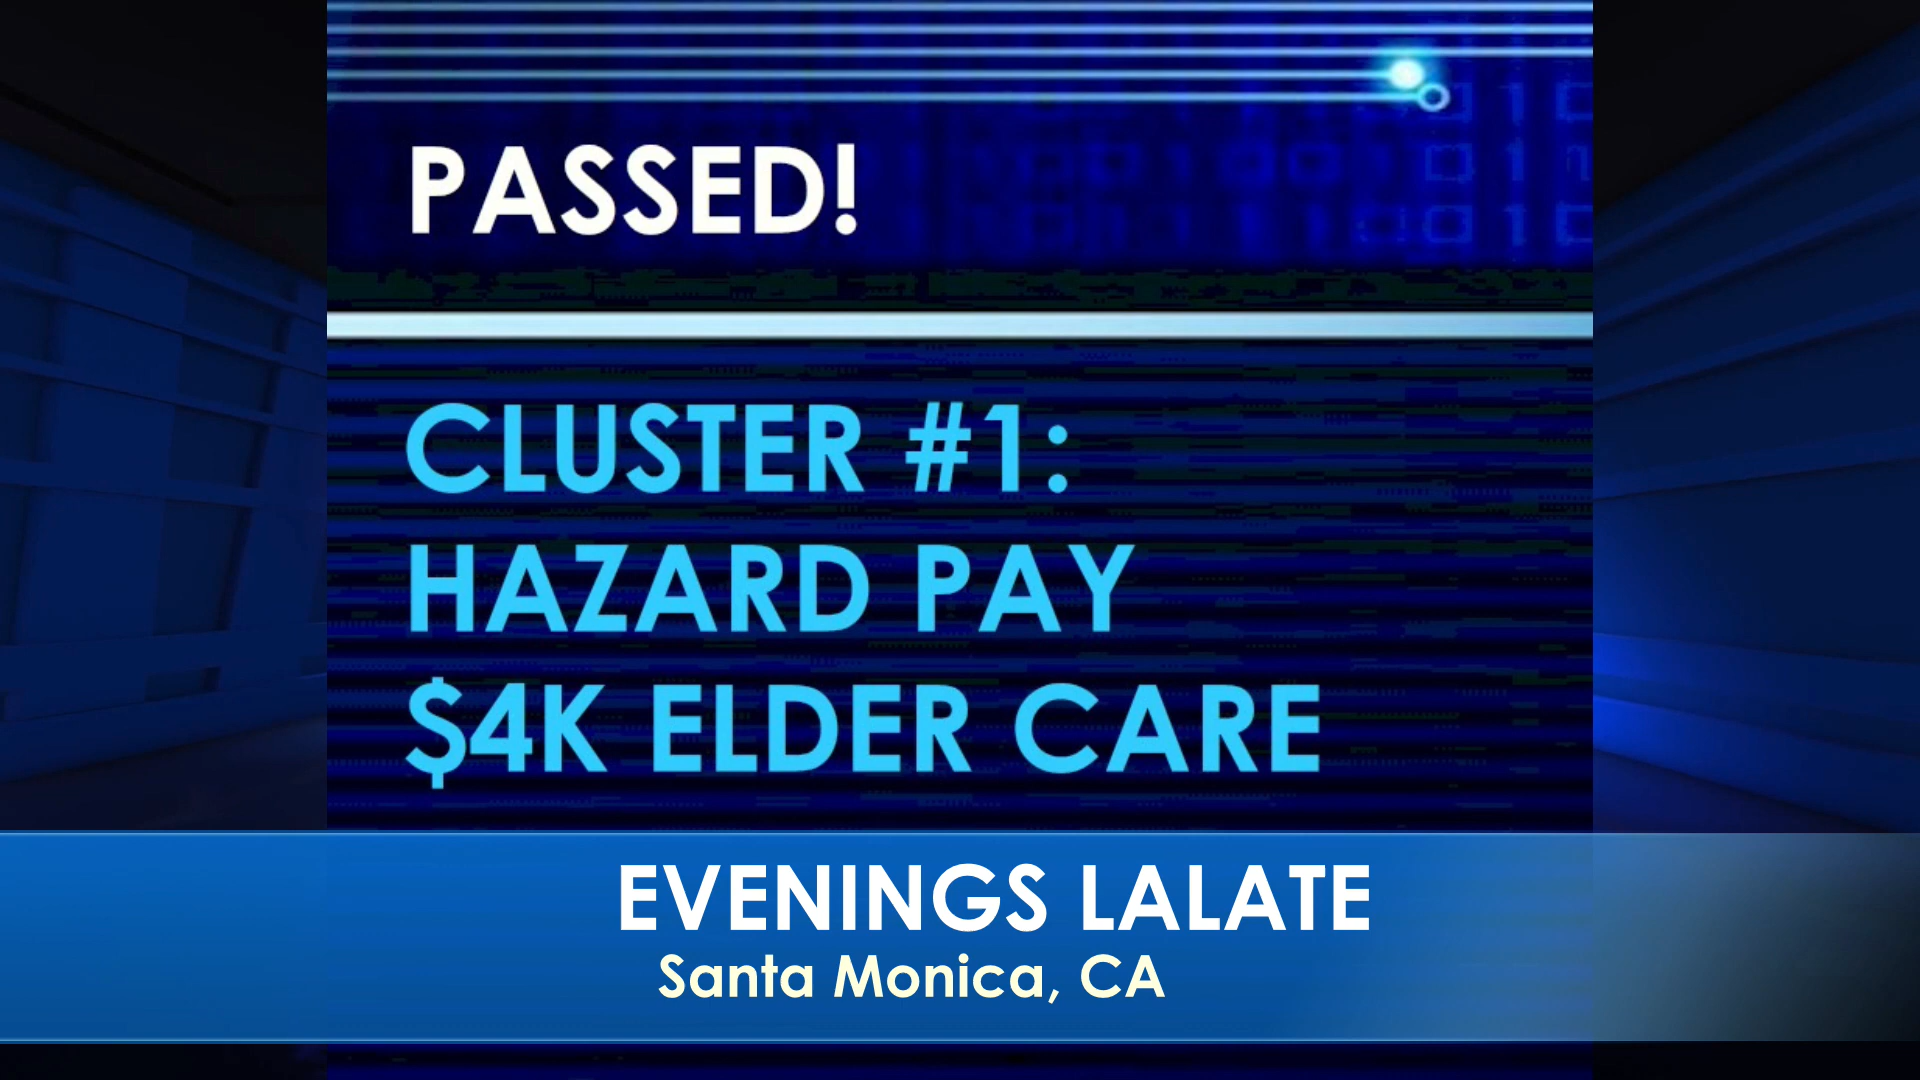 PASSED!
CLUSTER #1:
HAZARD PAY
$4K ELDER CARE
EVENINGS LALATE
Santa Monica, CA